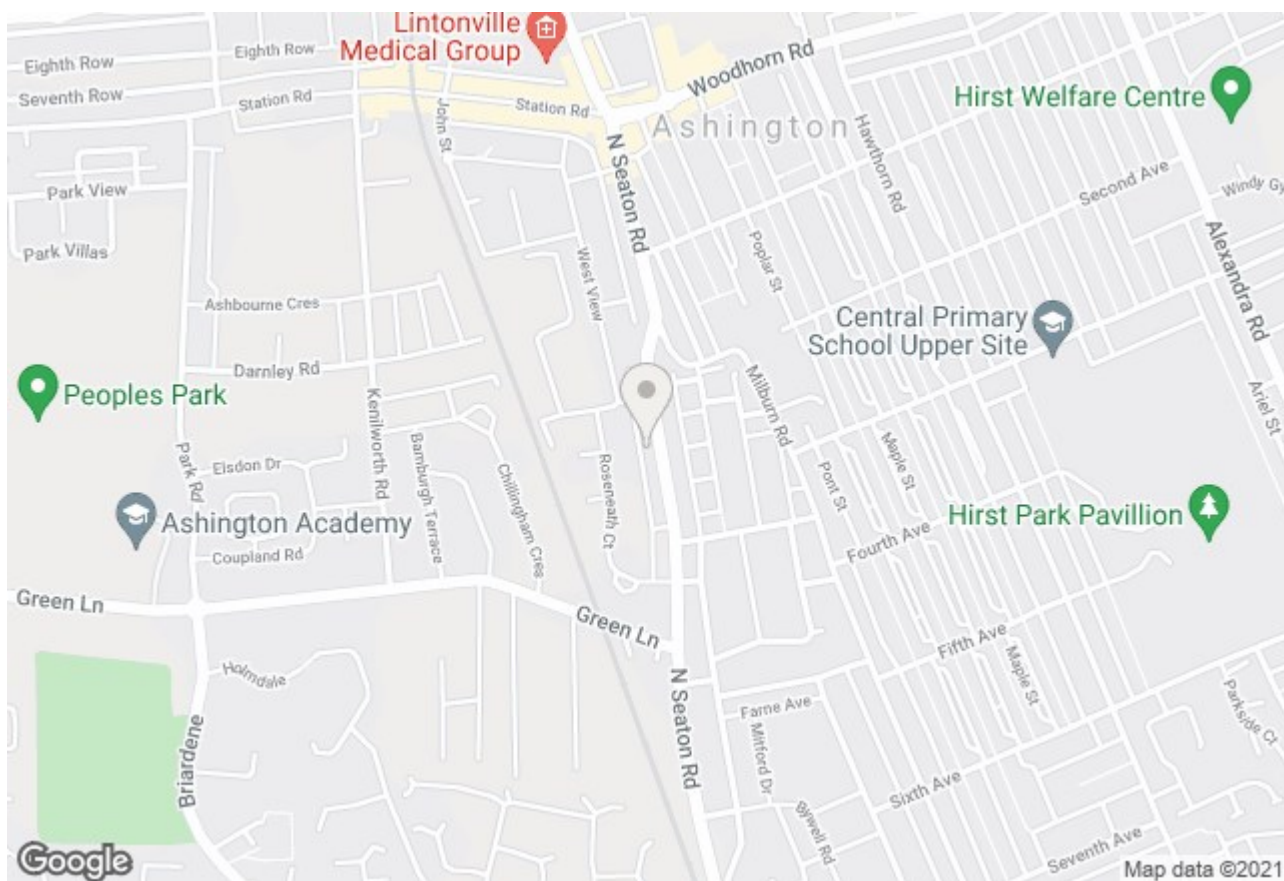 Lintonville
Medical Group
Eighth Row
Eighth Row
Seventh Row
Station Rd
Station Rd
John St
Woodhorn Rd
Ashington
Hirst Welfare Centre
N Seaton Rd
Hawthorn Rd
Second Ave
Windy Gy
Park View
Park Villas
West View
Poplar St
Alexandra Rd
Ashbourne Cres
Central Primary
School Upper Site
Darnley Rd
Peoples Park
Kenilworth Rd
Milburn Rd
Ariel St
Park Rd
Elsdon Dr
Bamburgh Terrace
Chillingham Cres
Roseneath Ct
Pont St
Maple St
Ashington Academy
Hirst Park Pavillion
Coupland Rd
Fourth Ave
Green Ln
Green Ln
Fifth Ave
Holmdale
N Seaton Rd
Maple St
Farne Ave
Parkside Ct
Briardene
Mitford Dr
Sixth Ave
Bywell Rd
Seventh Ave
Google
Map data ©2021